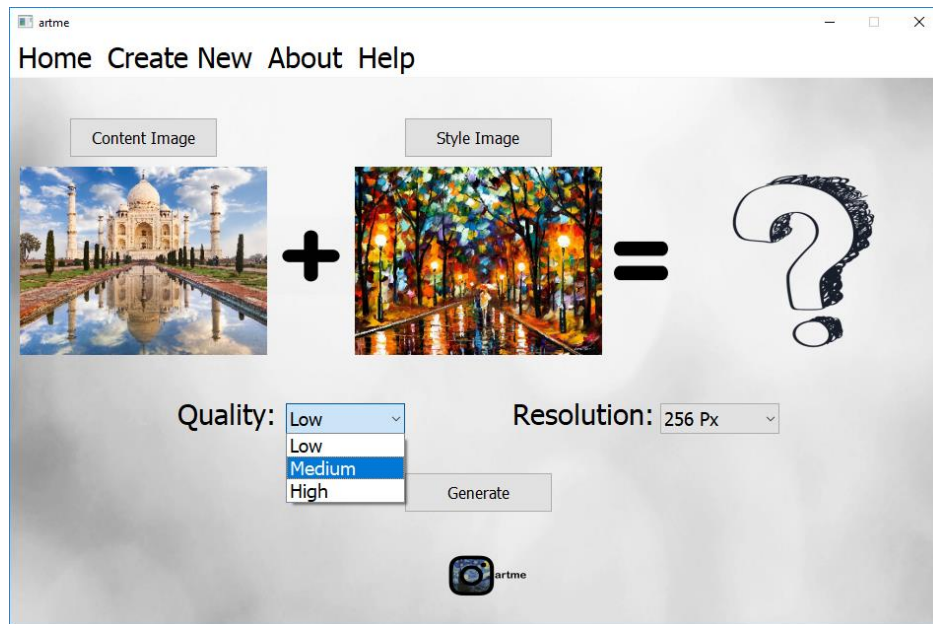 artme
Home Create New About Help
Content Image
Style Image
Quality: Low
Resolution: 256 Px
Low
Medium
High
Generate
artme